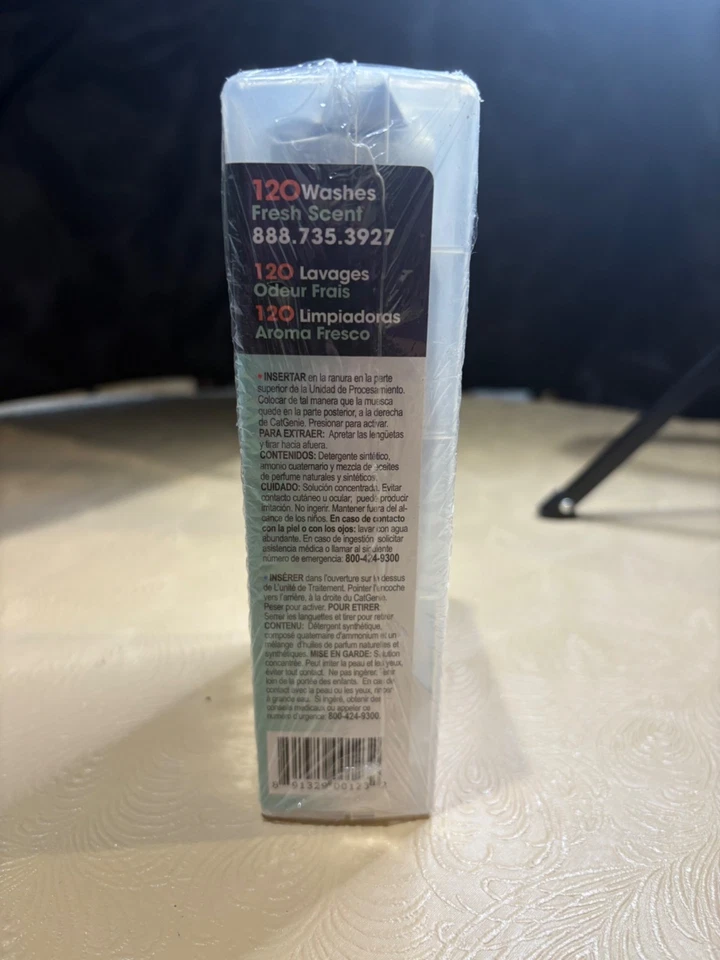 120 Washes
Fresh Scent
888.735.3927
120 Lavages
Odeur Frais
120 Limpiadoras
Aroma Fresco
• INSERTAR en la ranura en la parte
superior de la Unidad de Procesamiento.
Colocar de tal manera que la muesca
quede en la parte posterior, a la derecha
de CatGenie. Presionar para activar.
PARA EXTRAER: Apretar las lengüetas
y tirar hacia afuera.
CONTENIDOS: Detergente sintético,
amonio cuaternario y mezcla de aceites
de perfume naturales y sintéticos.
CUIDADO: Solución concentrada. Evitar
contacto cutáneo u ocular; puede producir
irritación. No ingerir. Mantener fuera del al-
cance de los niños. En caso de contacto
con la piel o con los ojos: lavar con agua
abundante. En caso de ingestión solicitar
asistencia médica o llamar al siguiente
número de emergencia: 800-424-9300
• INSÉRER dans l'ouverture sur le dessus
de L'unité de Traitement. Pointer l'encoche
vers l'arrière, à la droite du CatGenie.
Peser pour activer. POUR ETIRER:
Serrer les languettes et tirer pour retirer.
CONTENU: Détergent synthétique,
composé quaternaire d'ammonium et un
mélange d'huiles de parfum naturelles et
synthétiques. MISE EN GARDE: Solution
concentrée. Peut irriter la peau et les yeux,
éviter tout contact. Ne pas ingérer. Tenir
loin de la portée des enfants. En cas de
contact avec la peau ou les yeux, rincer
à grande eau. Si ingéré, obtenir des
conseils médicaux ou appeler ce
numéro d'urgence: 800-424-9300.